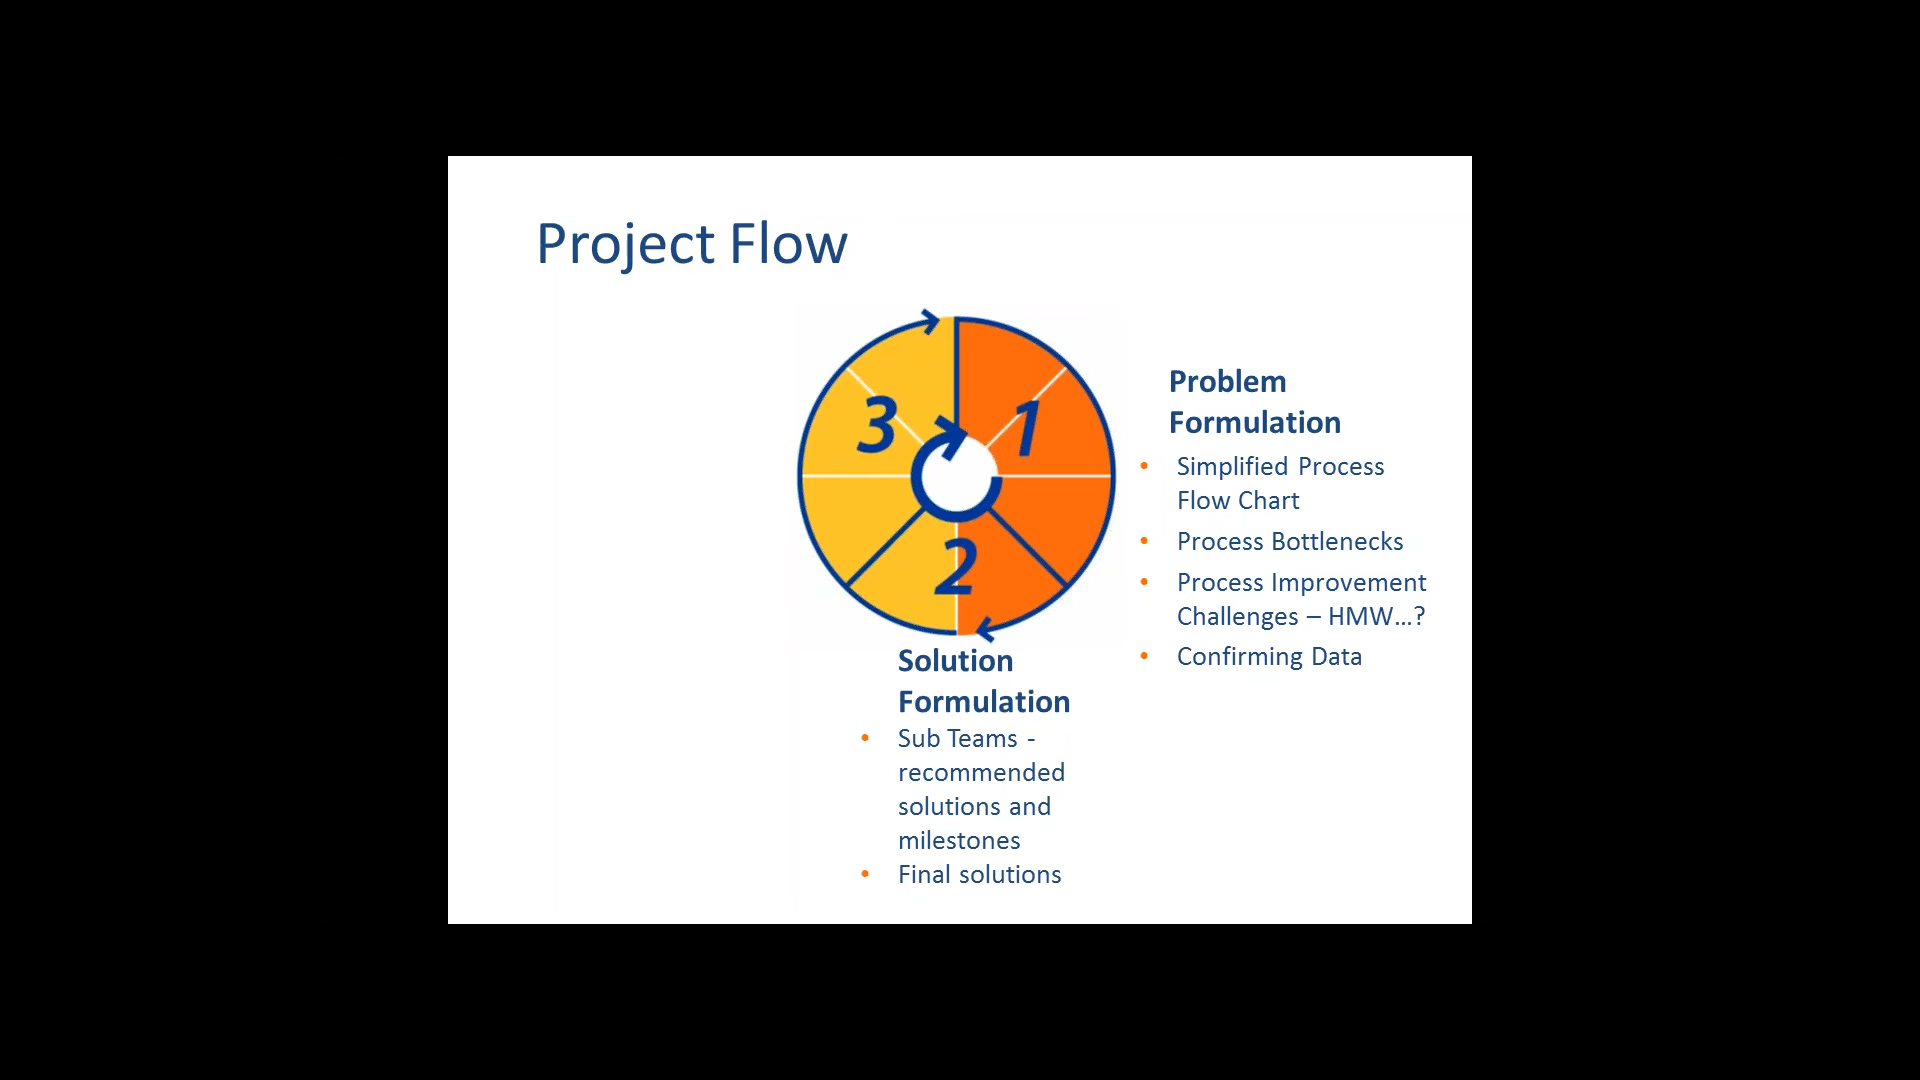 Project Flow
3
1
2
Problem
Formulation
• Simplified Process
Flow Chart
• Process Bottlenecks
• Process Improvement
Challenges – HMW...?
• Confirming Data
Solution
Formulation
• Sub Teams -
recommended
solutions and
milestones
• Final solutions